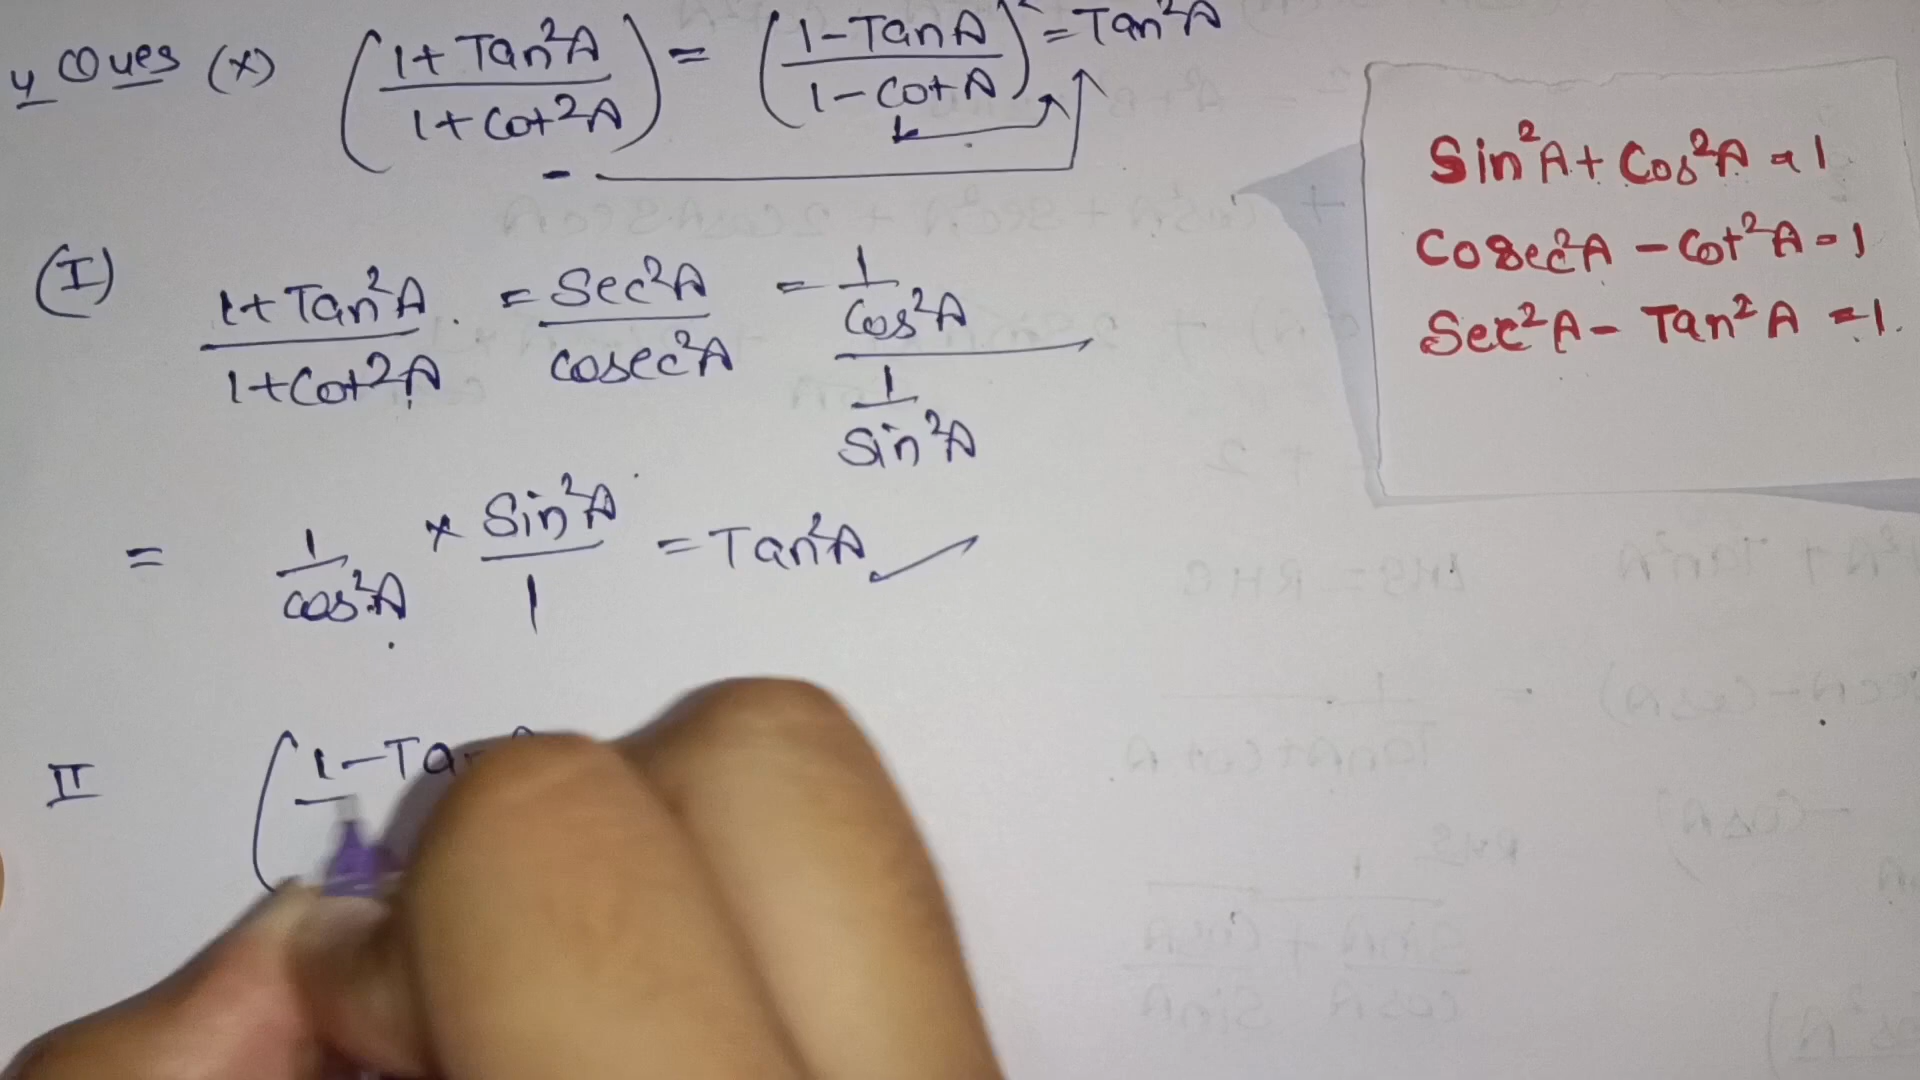 4 Ques (x) (1+Tan²A / 1+Cot²A) = (1-TanA / 1-CotA)² = Tan²A
(I) 1+Tan²A / 1+Cot²A = Sec²A / Cosec²A = 1/Cos²A / 1/Sin²A
= 1/Cos²A × Sin²A/1 = Tan²A
II (1-Tan
Sin²A + Cos²A = 1
Cosec²A - Cot²A = 1
Sec²A - Tan²A = 1.